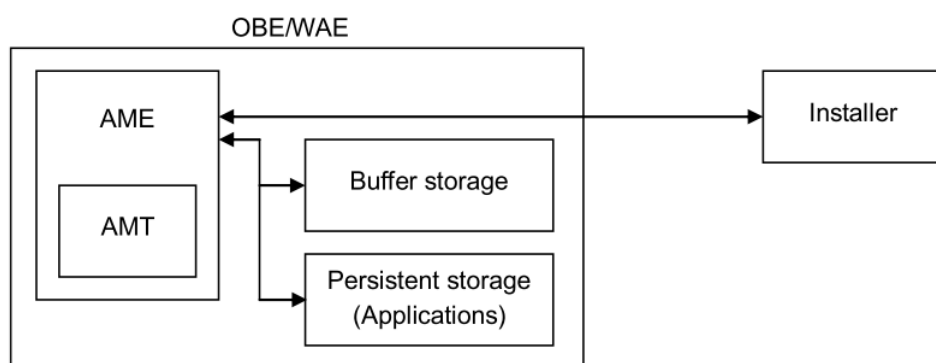 OBE/WAE
AME
Installer
Buffer storage
AMT
Persistent storage
(Applications)